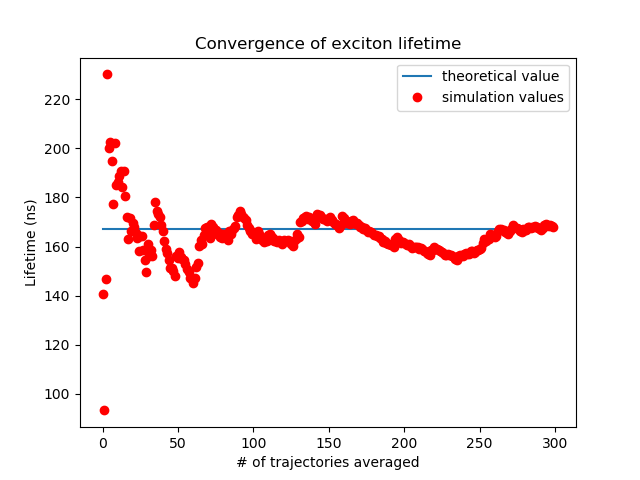 Convergence of exciton lifetime
theoretical value
simulation values
Lifetime (ns)
220
200
180
160
140
120
100
0 50 100 150 200 250 300
# of trajectories averaged